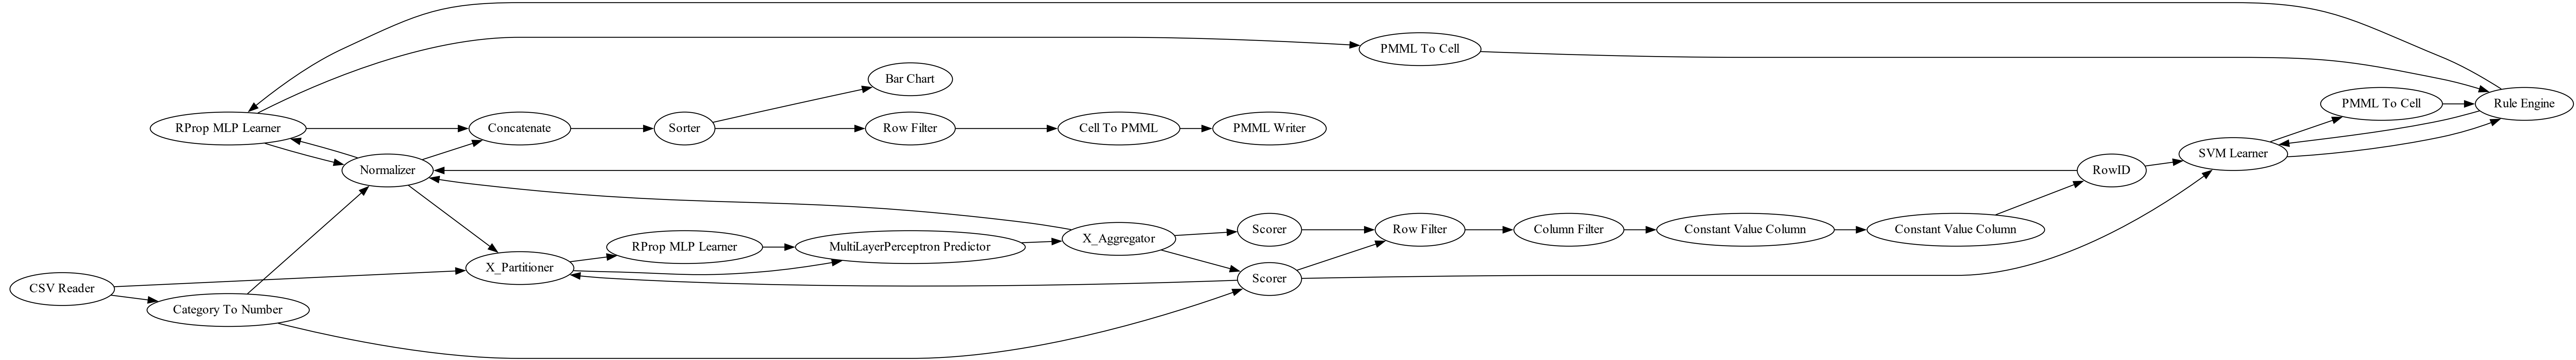 PMML To Cell
Bar Chart
PMML To Cell
Rule Engine
RProp MLP Learner
Concatenate
Sorter
Row Filter
Cell To PMML
PMML Writer
SVM Learner
Normalizer
RowID
Scorer
Row Filter
Column Filter
Constant Value Column
Constant Value Column
X_Aggregator
RProp MLP Learner
MultiLayerPerceptron Predictor
X_Partitioner
Scorer
CSV Reader
Category To Number